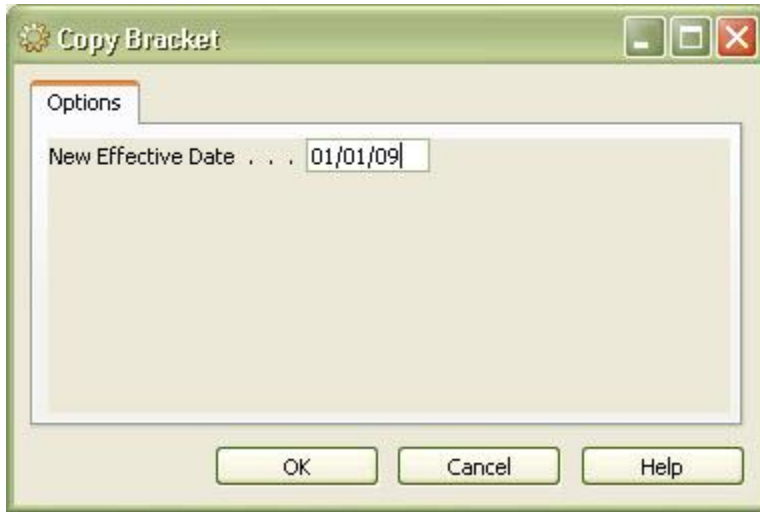 Copy Bracket
Options
New Effective Date . . . 01/01/09
OK Cancel Help